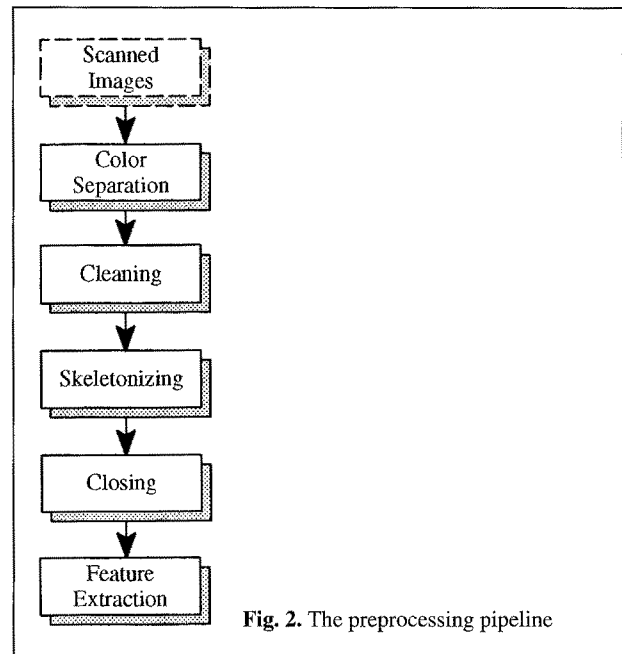 Scanned
Images
Color
Separation
Cleaning
Skeletonizing
Closing
Feature
Extraction
Fig. 2. The preprocessing pipeline